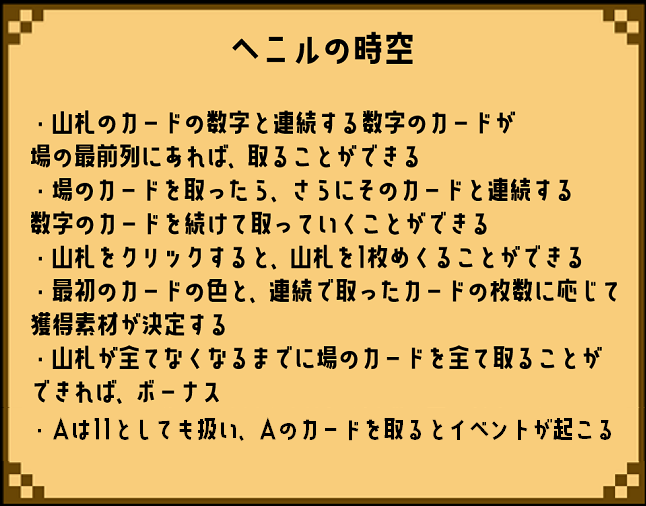 ヘニルの時空
・山札のカードの数字と連続する数字のカードが
場の最前列にあれば、取ることができる
・場のカードを取ったら、さらにそのカードと連続する
数字のカードを続けて取っていくことができる
・山札をクリックすると、山札を1枚めくることができる
・最初のカードの色と、連続で取ったカードの枚数に応じて
獲得素材が決定する
・山札が全てなくなるまでに場のカードを全て取ることが
できれば、ボーナス
・Aは11としても扱い、Aのカードを取るとイベントが起こる